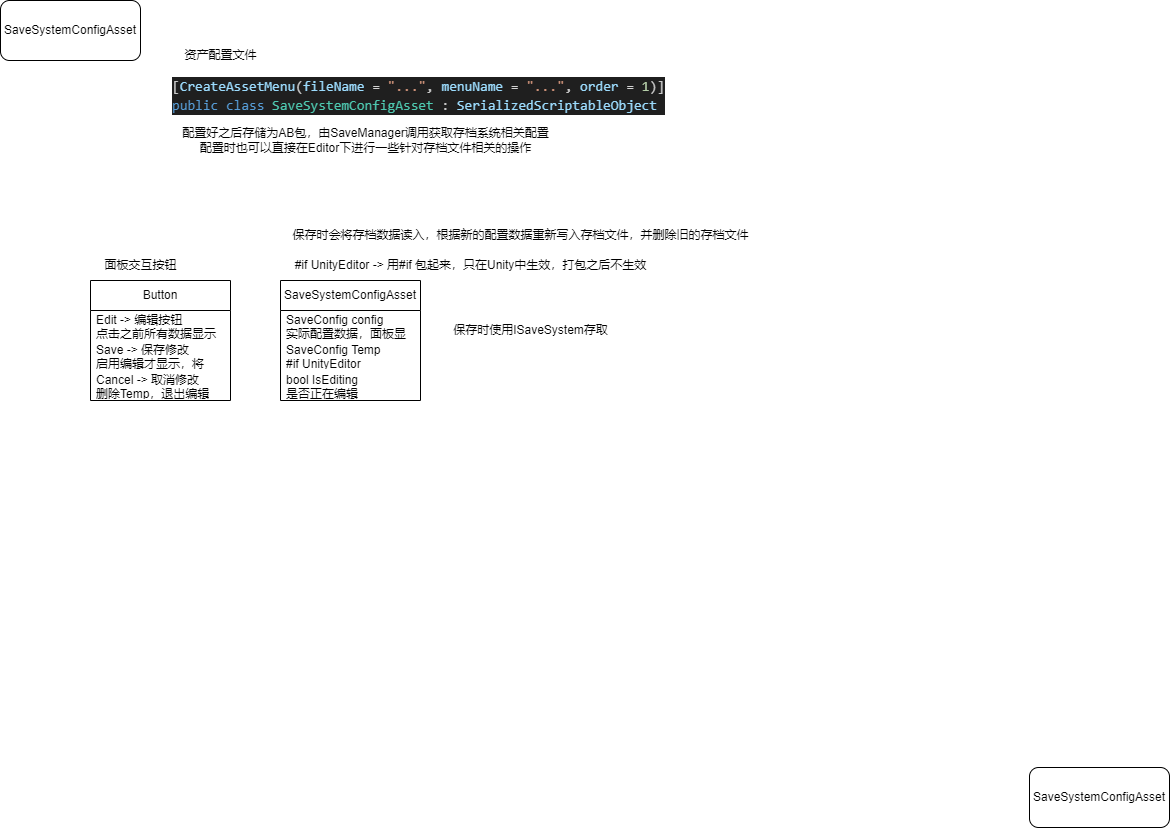 SaveSystemConfigAsset
资产配置文件
[CreateAssetMenu(fileName = "...", menuName = "...", order = 1)]
public class SaveSystemConfigAsset : SerializedScriptableObject
配置好之后存储为AB包，由SaveManager调用获取存档系统相关配置
配置时也可以直接在Editor下进行一些针对存档文件相关的操作
保存时会将存档数据读入，根据新的配置数据重新写入存档文件，并删除旧的存档文件
面板交互按钮
#if UnityEditor -> 用#if 包起来，只在Unity中生效，打包之后不生效
Button
Edit -> 编辑按钮
点击之前所有数据显示
Save -> 保存修改
启用编辑才显示，将
Cancel -> 取消修改
删除Temp，退出编辑
SaveSystemConfigAsset
SaveConfig config
实际配置数据，面板显
SaveConfig Temp
#if UnityEditor
bool IsEditing
是否正在编辑
保存时使用ISaveSystem存取
SaveSystemConfigAsset